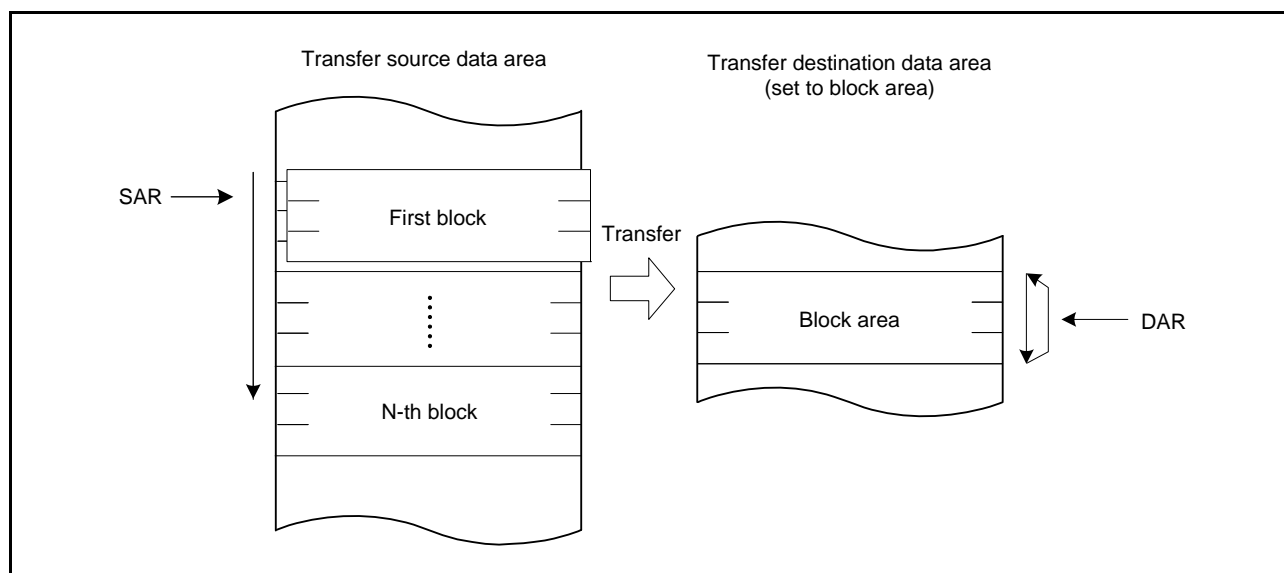 Transfer source data area
Transfer destination data area
(set to block area)
SAR
First block
Transfer
Block area
DAR
N-th block